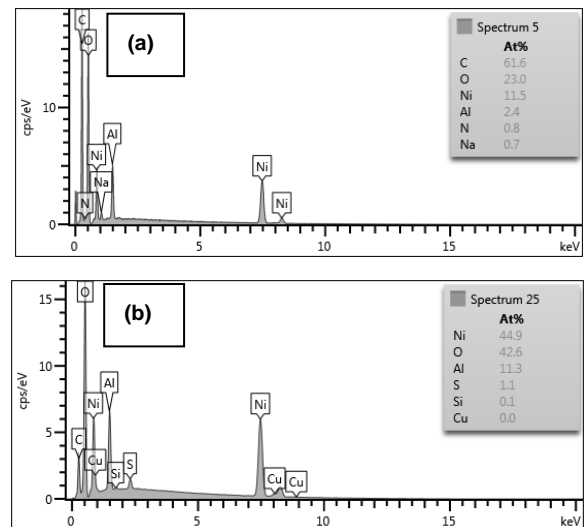 (a)
C
O
Ni
N
Na
Al
Ni
Ni
cps/eV
10
0
0
5
10
15
keV
Spectrum 5
At%
C 61.6
O 23.0
Ni 11.5
Al 2.4
N 0.8
Na 0.7
(b)
O
C
Ni
Cu
Al
Si
S
Ni
Cu
Cu
cps/eV
15
10
5
0
0
5
10
15
keV
Spectrum 25
At%
Ni 44.9
O 42.6
Al 11.3
S 1.1
Si 0.1
Cu 0.0